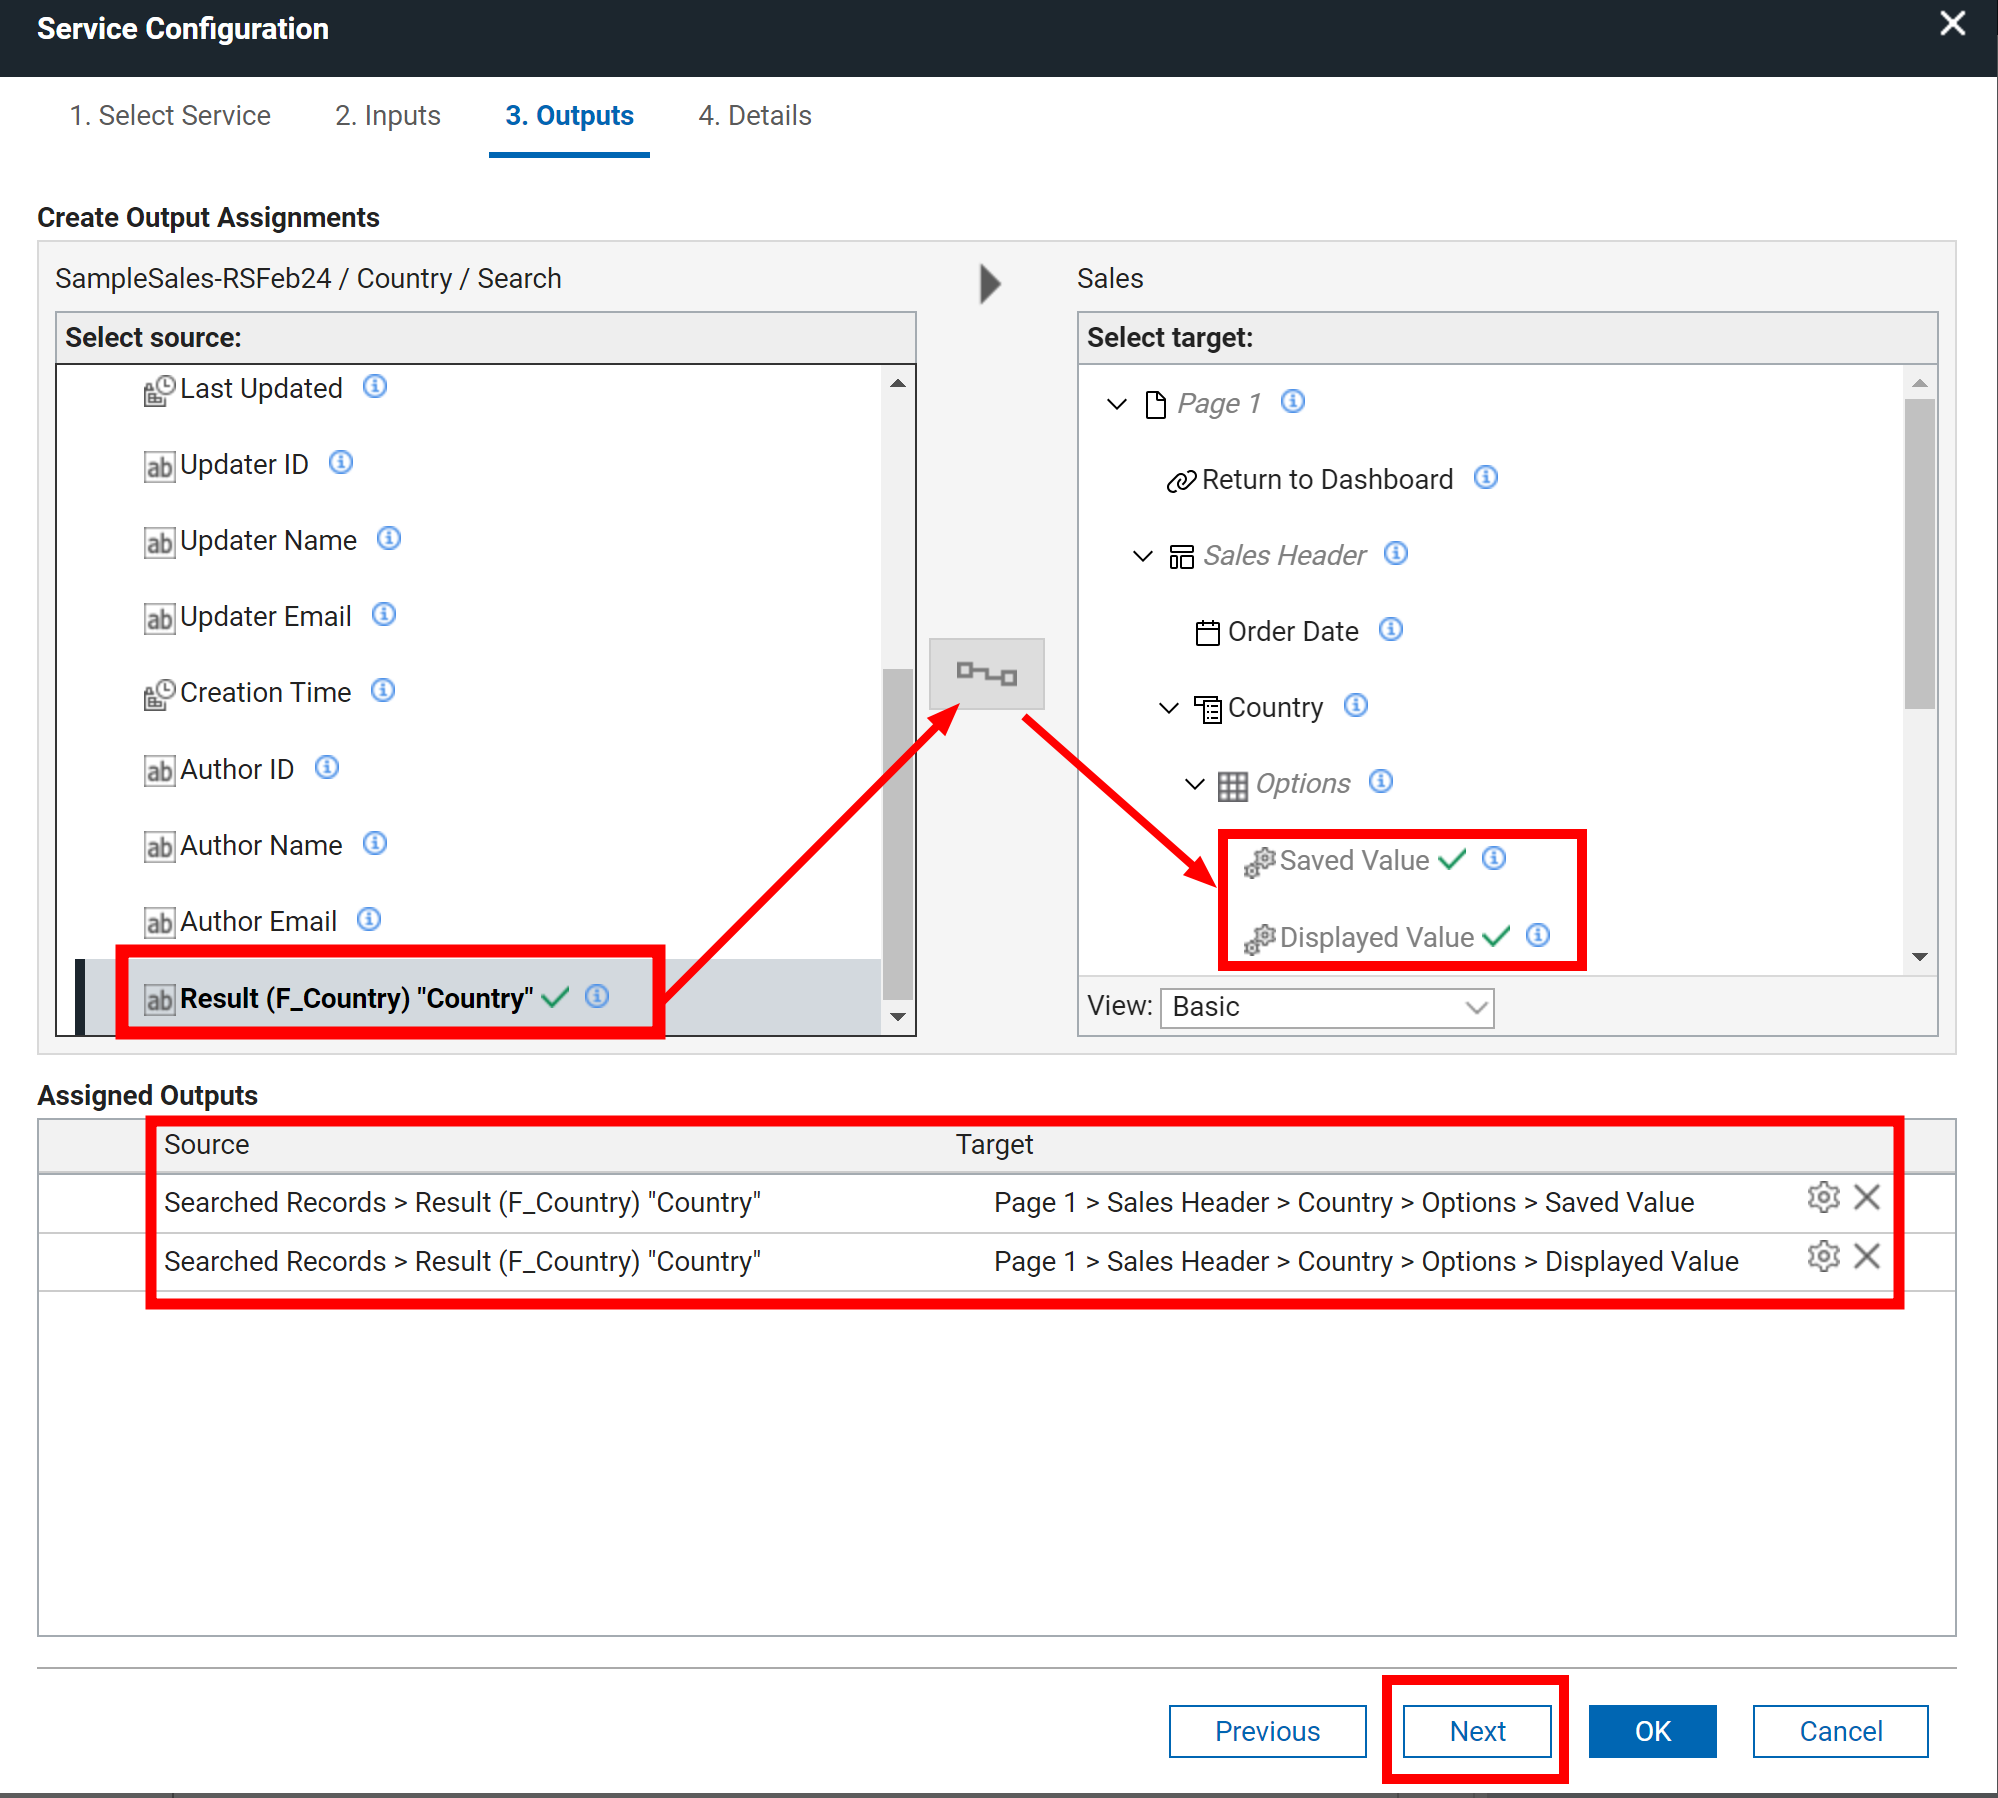 Service Configuration
1. Select Service 2. Inputs 3. Outputs 4. Details
Create Output Assignments
SampleSales-RSFeb24 / Country / Search
Select source:
Last Updated
Updater ID
Updater Name
Updater Email
Creation Time
Author ID
Author Name
Author Email
Result (F_Country) "Country"
Sales
Select target:
Page 1
Return to Dashboard
Sales Header
Order Date
Country
Options
Saved Value
Displayed Value
View: Basic
Assigned Outputs
Source Target
Searched Records > Result (F_Country) "Country" Page 1 > Sales Header > Country > Options > Saved Value
Searched Records > Result (F_Country) "Country" Page 1 > Sales Header > Country > Options > Displayed Value
Previous Next OK Cancel